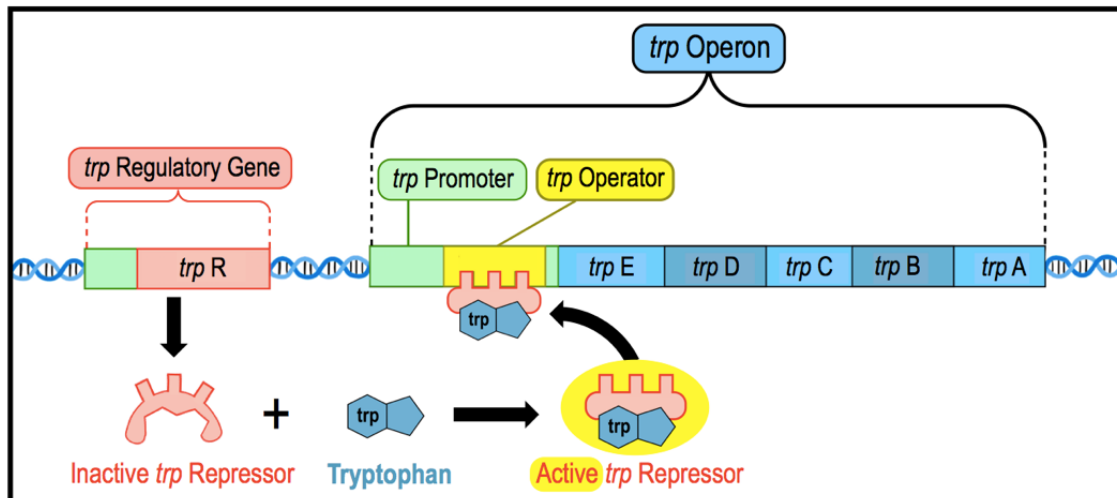 trp Operon
trp Regulatory Gene
trp Promoter
trp Operator
trp R
trp E
trp D
trp C
trp B
trp A
trp
trp
trp
+
Inactive trp Repressor
Tryptophan
Active trp Repressor